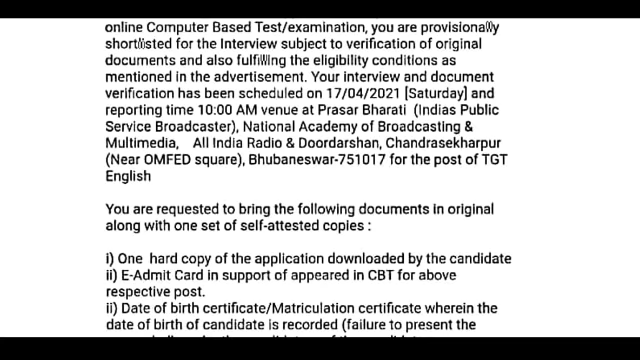 online Computer Based Test/examination, you are provisionally
shortlisted for the Interview subject to verification of original
documents and also fulfilling the eligibility conditions as
mentioned in the advertisement. Your interview and document
verification has been scheduled on 17/04/2021 [Saturday] and
reporting time 10:00 AM venue at Prasar Bharati (Indias Public
Service Broadcaster), National Academy of Broadcasting &
Multimedia, All India Radio & Doordarshan, Chandrasekharpur
(Near OMFED square), Bhubaneswar-751017 for the post of TGT
English
You are requested to bring the following documents in original
along with one set of self-attested copies :
i) One hard copy of the application downloaded by the candidate
ii) E-Admit Card in support of appeared in CBT for above
respective post.
ii) Date of birth certificate/Matriculation certificate wherein the
date of birth of candidate is recorded (failure to present the